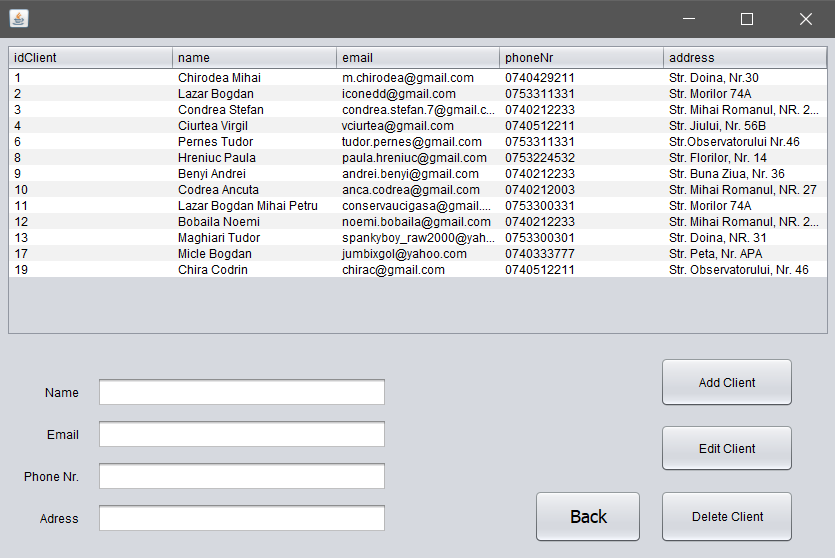 idClient name email phoneNr address
1 Chirodea Mihai m.chirodea@gmail.com 0740429211 Str. Doina, Nr.30
2 Lazar Bogdan iconedd@gmail.com 0753311331 Str. Morilor 74A
3 Condrea Stefan condrea.stefan.7@gmail.c... 0740212233 Str. Mihai Romanul, NR. 2...
4 Ciurtea Virgil vciurtea@gmail.com 0740512211 Str. Jiului, Nr. 56B
6 Pernes Tudor tudor.pernes@gmail.com 0753311331 Str.Observatorului Nr.46
8 Hreniuc Paula paula.hreniuc@gmail.com 0753224532 Str. Florilor, Nr. 14
9 Benyi Andrei andrei.benyi@gmail.com 0740212233 Str. Buna Ziua, Nr. 36
10 Codrea Ancuta anca.codrea@gmail.com 0740212003 Str. Mihai Romanul, NR. 27
11 Lazar Bogdan Mihai Petru conservaucigasa@gmail.... 0753300331 Str. Morilor 74A
12 Bobaila Noemi noemi.bobaila@gmail.com 0740212233 Str. Mihai Romanul, NR. 2...
13 Maghiari Tudor spankyboy_raw2000@yah... 0753300301 Str. Doina, NR. 31
17 Micle Bogdan jumbixgol@yahoo.com 0740333777 Str. Peta, Nr. APA
19 Chira Codrin chirac@gmail.com 0740512211 Str. Observatorului, Nr. 46
Name
Email
Phone Nr.
Adress
Add Client
Edit Client
Back
Delete Client